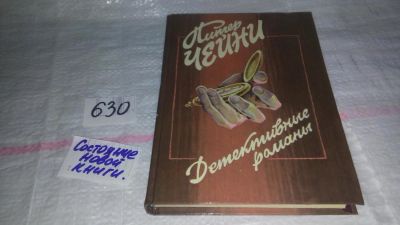 Питер
ЧЕЙНИ
Детективные
романы
630
Состояние
новой
книги.